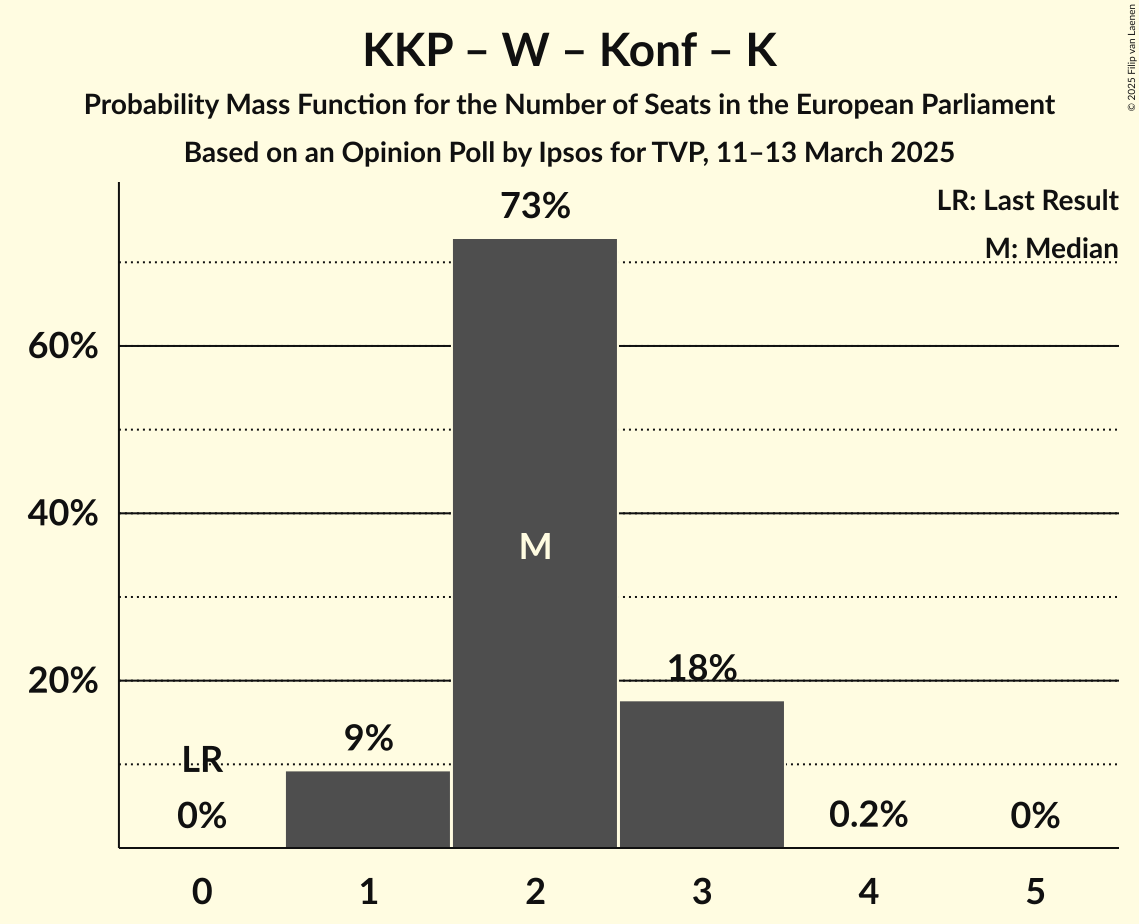 KKP – W – Konf – K
Probability Mass Function for the Number of Seats in the European Parliament
Based on an Opinion Poll by Ipsos for TVP, 11–13 March 2025
© 2025 Filip van Laenen
LR: Last Result
M: Median
73%
60%
40%
M
20%
18%
9%
LR
0%
0.2%
0%
0 1 2 3 4 5